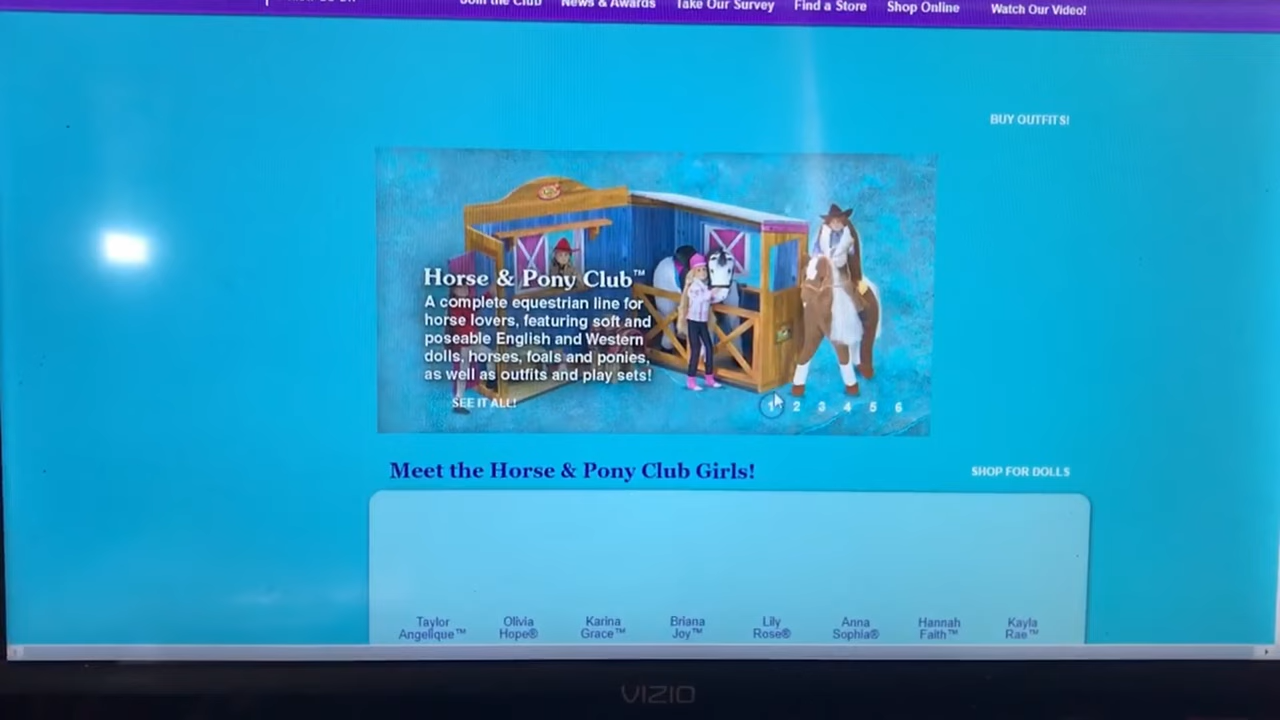 Join the Club News & Awards Take Our Survey Find a Store Shop Online Watch Our Video!
BUY OUTFITS!
Horse & Pony Club™
A complete equestrian line for
horse lovers, featuring soft and
poseable English and Western
dolls, horses, foals and ponies,
as well as outfits and play sets!
SEE IT ALL!
1 2 3 4 5 6
Meet the Horse & Pony Club Girls!
SHOP FOR DOLLS
Taylor Angelique™
Olivia Hope®
Karina Grace™
Briana Joy™
Lily Rose®
Anna Sophia®
Hannah Faith™
Kayla Rae™
VIZIO